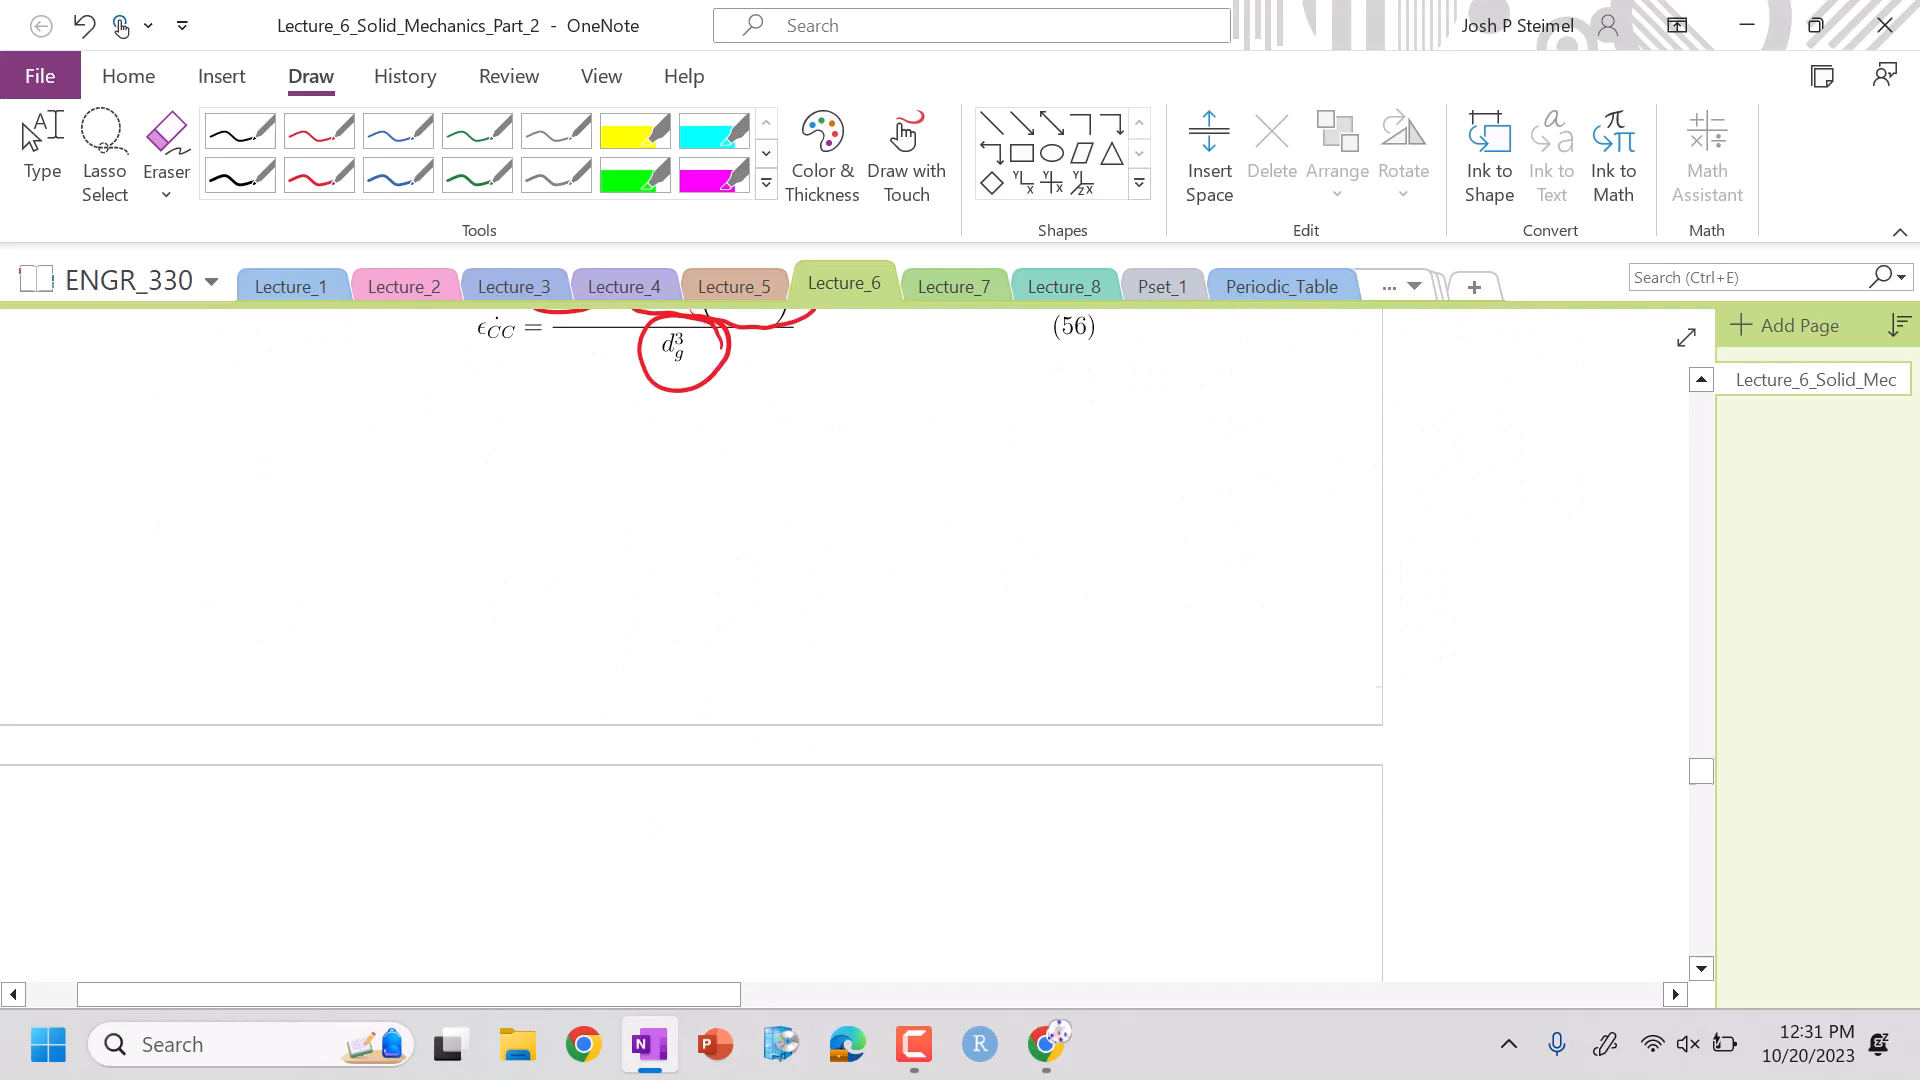 Lecture_6_Solid_Mechanics_Part_2 - OneNote
Search
Josh P Steimel
File Home Insert Draw History Review View Help
Type
Lasso Select
Eraser
Color & Thickness
Draw with Touch
Insert Space
Delete
Arrange
Rotate
Ink to Shape
Ink to Text
Ink to Math
Math Assistant
Tools
Shapes
Edit
Convert
Math
ENGR_330
Lecture_1 Lecture_2 Lecture_3 Lecture_4 Lecture_5 Lecture_6 Lecture_7 Lecture_8 Pset_1 Periodic_Table ...
Search (Ctrl+E)
Add Page
Lecture_6_Solid_Mec
ε̇_CC =
d_g^3
(56)
Search
12:31 PM
10/20/2023